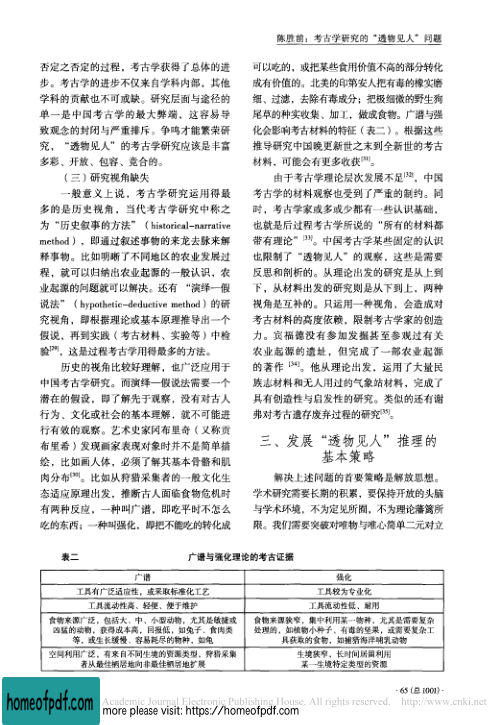 陈胜前：考古学研究的“透物见人”问题
否定之否定的过程，考古学获得了总体的进
步。考古学的进步不仅来自学科内部，其他
学科的贡献也不可或缺。研究层面与途径的
单一是中国考古学的最大弊端，这容易导
致观念的封闭与严重排斥。争鸣才能繁荣研
究，“透物见人”的考古学研究应该是丰富
多彩、开放、包容、竞合的。
（三）研究视角缺失
一般意义上说，考古学研究运用得最
多的是历史视角，当代考古学研究中称之
为“历史叙事的方法”（historical-narrative
method），即通过叙述事物的来龙去脉来解
释事物。比如明晰了不同地区的农业发展过
程，就可以归纳出农业起源的一般认识，农
业起源的问题就可以解决。还有“演绎—假
说法”（hypothetic-deductive method）的研
究视角，即根据理论或基本原理推导出一个
假说，再到实践（考古材料、实验等）中检
验[29]，这是过程考古学用得最多的方法。
历史的视角比较好理解，也广泛应用于
中国考古学研究。而演绎—假说法需要一个
潜在的假设，即了解先于观察，没有对古人
行为、文化或社会的基本理解，就不可能进
行有效的观察。艺术史家阿布里奇（又称贡
布里希）发现画家表现对象时并不是简单描
绘，比如画人体，必须了解其基本骨骼和肌
肉分布[30]。比如从狩猎采集者的一般文化生
态适应原理出发，推断古人面临食物危机时
有两种反应，一种叫广谱，即吃平时不怎么
吃的东西；一种叫强化，即把不能吃的转化成
可以吃的，或把某些食用价值不高的部分转化
成有价值的。北美的印第安人把有毒的橡实磨
细、过滤，去除有毒成分；把极细微的野生狗
尾草的种实收集、加工，做成食物。广谱与强
化会影响考古材料的特征（表二）。根据这些
推导研究中国晚更新世之末到全新世的考古
材料，可能会有更多收获[31]。
由于考古学理论层次发展不足[32]，中国
考古学的材料观察也受到了严重的制约。同
时，考古学家或多或少都有一些认识基础，
也就是后过程考古学所说的“所有的材料都
带有理论”[33]。中国考古学某些固定的认识
也限制了“透物见人”的观察，这些是需要
反思和剖析的。从理论出发的研究是从上到
下，从材料出发的研究则是从下到上，两种
视角是互补的。只运用一种视角，会造成对
考古材料的高度依赖，限制考古学家的创造
力。宾福德没有参加发掘甚至参观过有关
农业起源的遗址，但完成了一部农业起源
的著作[34]。他从理论出发，运用了大量民
族志材料和无人用过的气象站材料，完成了
具有创造性与启发性的研究。类似的还有谢
弗对考古遗存废弃过程的研究[35]。
三、发展“透物见人”推理的
基本策略
解决上述问题的首要策略是解放思想。
学术研究需要长期的积累，要保持开放的头脑
与学术环境，不为定见所囿，不为理论藩篱所
限。我们需要突破对唯物与唯心简单二元对立
表二 广谱与强化理论的考古证据
广谱 强化
工具有广泛适应性，或采取标准化工艺 工具较为专业化
工具流动性高、轻便、便于维护 工具流动性低、耐用
食物来源广泛，包括大、中、小型动物，尤其是敏捷或 食物来源狭窄，集中利用某一物种，尤其是需要复杂
凶猛的动物，获得成本高，回报低，如兔子、食肉类 处理的，如植物小种子、有毒的坚果，或需要复杂工
等，或生长缓慢、容易耗尽的物种，如龟 具获取的食物，如捕猎海洋哺乳动物
空间利用广泛，有来自不同生境的资源类型，狩猎采集 生境狭窄，长时间居留利用
者从最佳栖居地向非最佳栖居地扩展 某一生境特定类型的资源
· 65（总1001）·
homeofpdf.com
Academic Journal Electronic Publishing House. All rights reserved. http://www.cnki.net
more please visit: https://homeofpdf.com